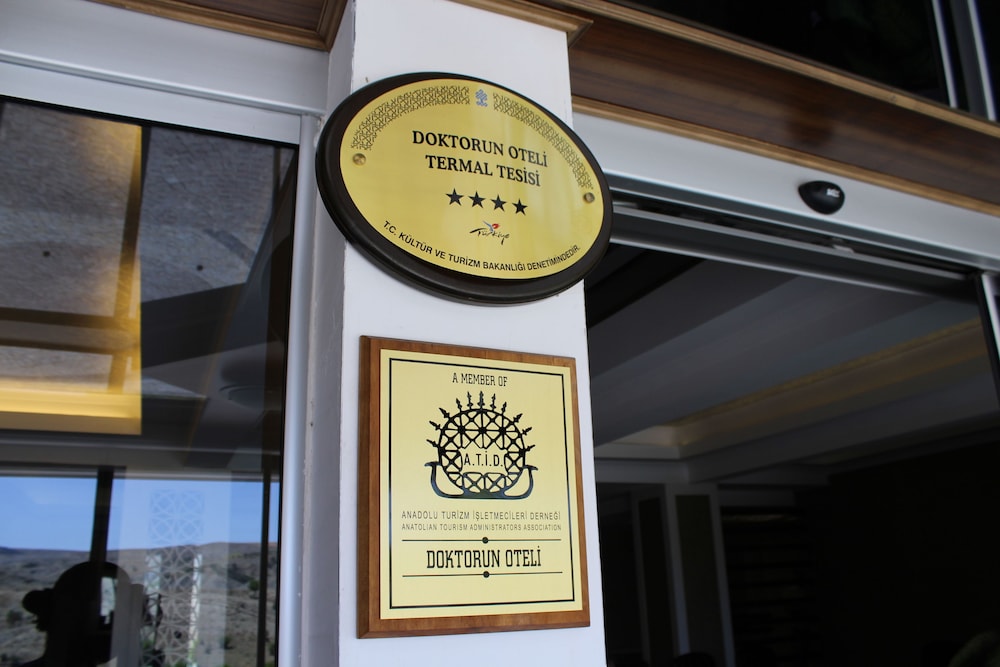 DOKTORUN OTELİ
TERMAL TESİSİ
Türkiye
T.C. KÜLTÜR VE TURİZM BAKANLIĞI DENETİMİNDEDİR.
A MEMBER OF
A.T.İ.D.
ANADOLU TURİZM İŞLETMECİLERİ DERNEĞİ
ANATOLIAN TOURISM ADMINISTRATORS ASSOCIATION
DOKTORUN OTELİ